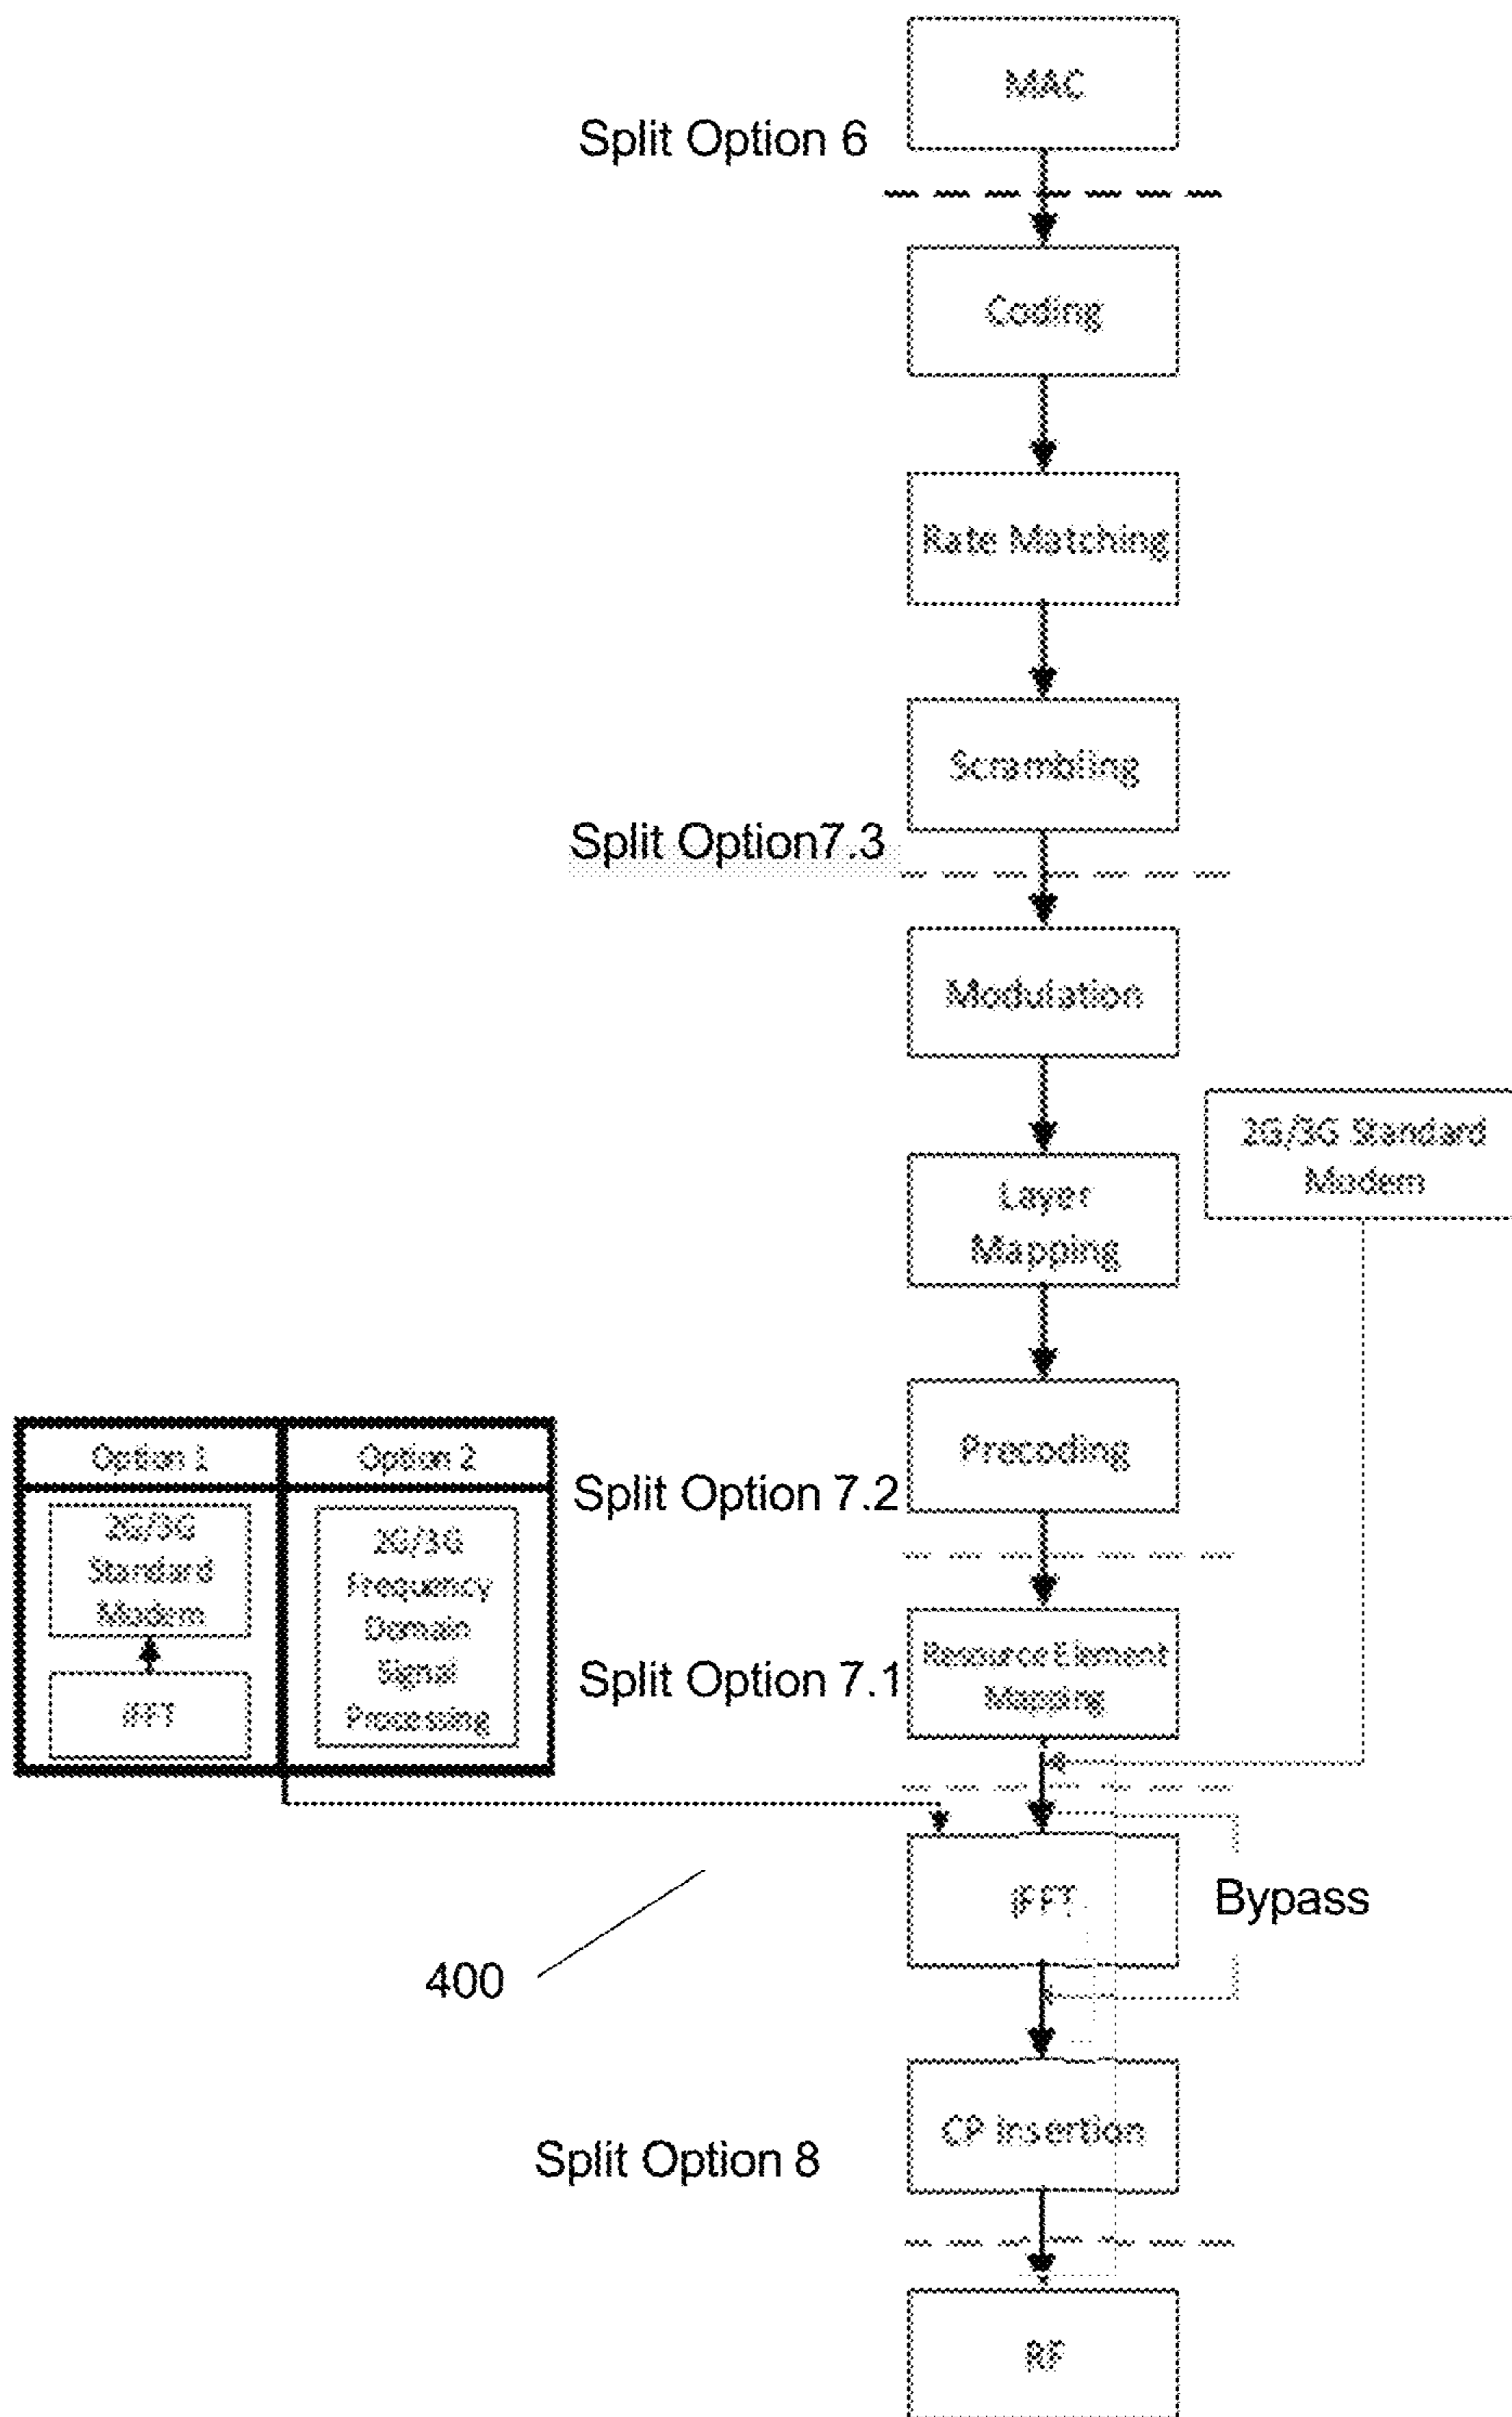 MAC
Split Option 6
Coding
Rate Matching
Scrambling
Split Option7.3
Modulation
2G/3G Standard
Modem
Layer
Mapping
Precoding
Split Option 7.2
Option 1
Option 2
2G/3G
Standard
Modem
iFFT
2G/3G
Frequency
Domain
Signal
Processing
Split Option 7.1
Resource Element
Mapping
iFFT
Bypass
400
CP insertion
Split Option 8
RF